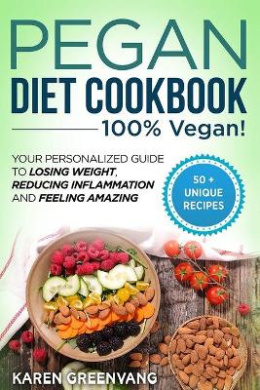 PEGAN
DIET COOKBOOK
100% Vegan!
YOUR PERSONALIZED GUIDE
TO LOSING WEIGHT,
REDUCING INFLAMMATION
AND FEELING AMAZING
50 +
UNIQUE
RECIPES
KAREN GREENVANG